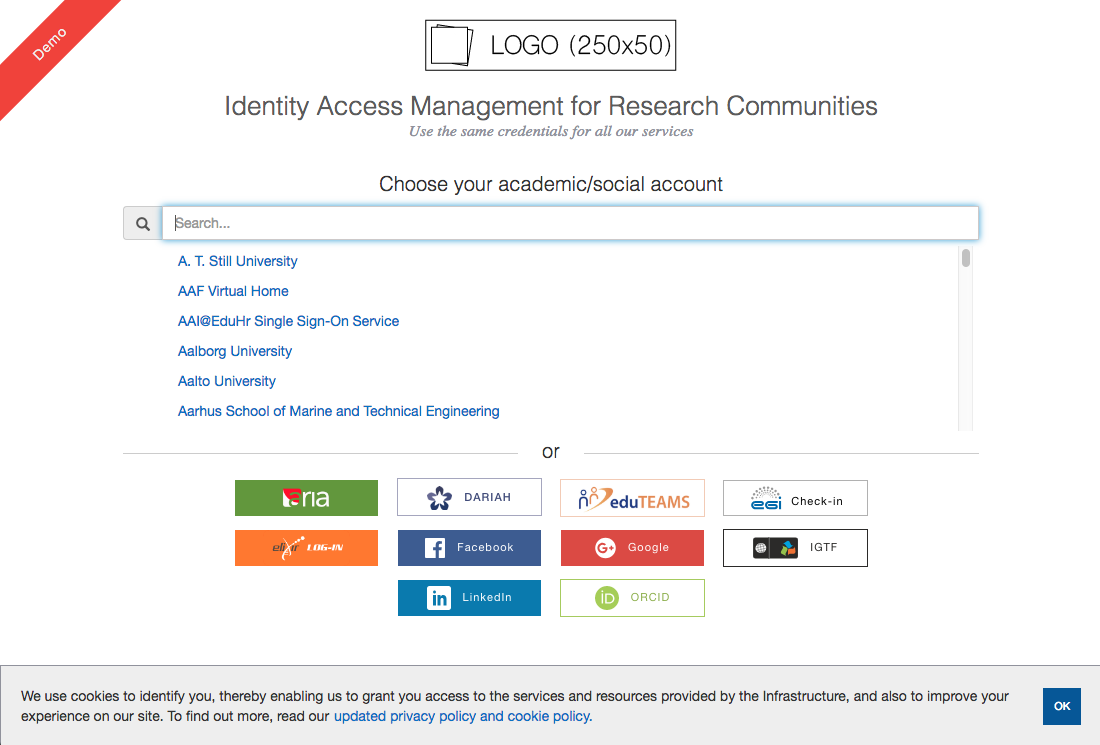 Demo
LOGO (250x50)
Identity Access Management for Research Communities
Use the same credentials for all our services
Choose your academic/social account
Search...
A. T. Still University
AAF Virtual Home
AAI@EduHr Single Sign-On Service
Aalborg University
Aalto University
Aarhus School of Marine and Technical Engineering
or
aria
DARIAH
eduTEAMS
egi Check-in
elixir LOG-IN
Facebook
G+ Google
IGTF
in LinkedIn
iD ORCID
We use cookies to identify you, thereby enabling us to grant you access to the services and resources provided by the Infrastructure, and also to improve your
experience on our site. To find out more, read our updated privacy policy and cookie policy.
OK